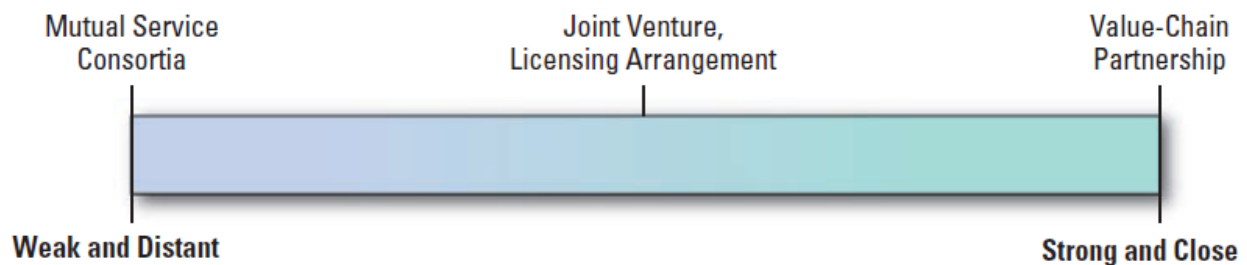 Mutual Service
Consortia
Joint Venture,
Licensing Arrangement
Value-Chain
Partnership
Weak and Distant
Strong and Close